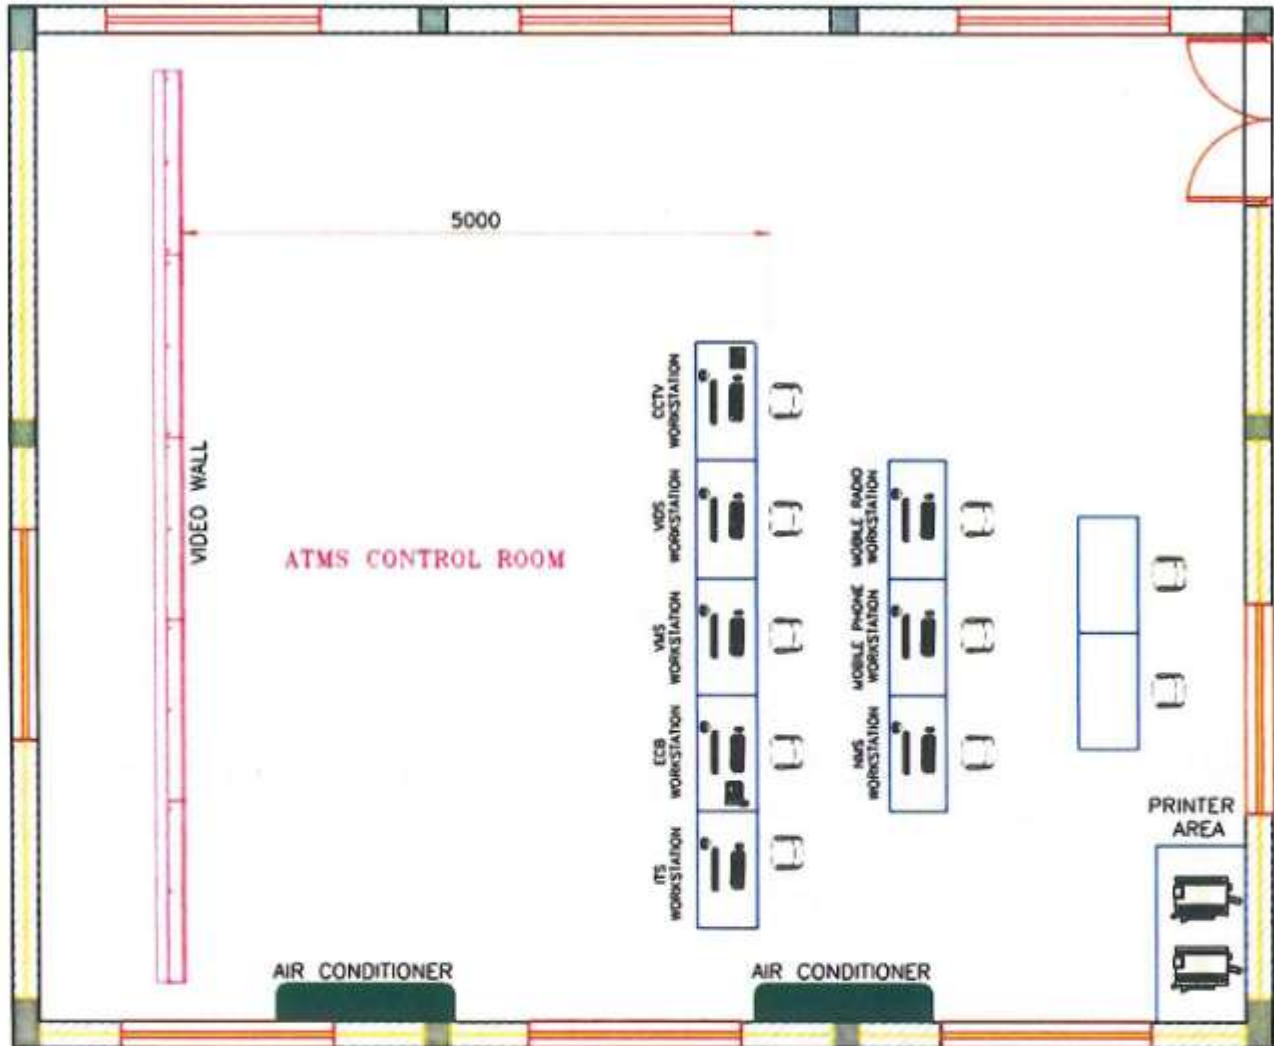 5000
VIDEO WALL
ATMS CONTROL ROOM
CCTV
WORKSTATION
VIDS
WORKSTATION
VMS
WORKSTATION
ECB
WORKSTATION
ITS
WORKSTATION
MOBILE RADIO
WORKSTATION
MOBILE PHONE
WORKSTATION
NMS
WORKSTATION
PRINTER
AREA
AIR CONDITIONER
AIR CONDITIONER